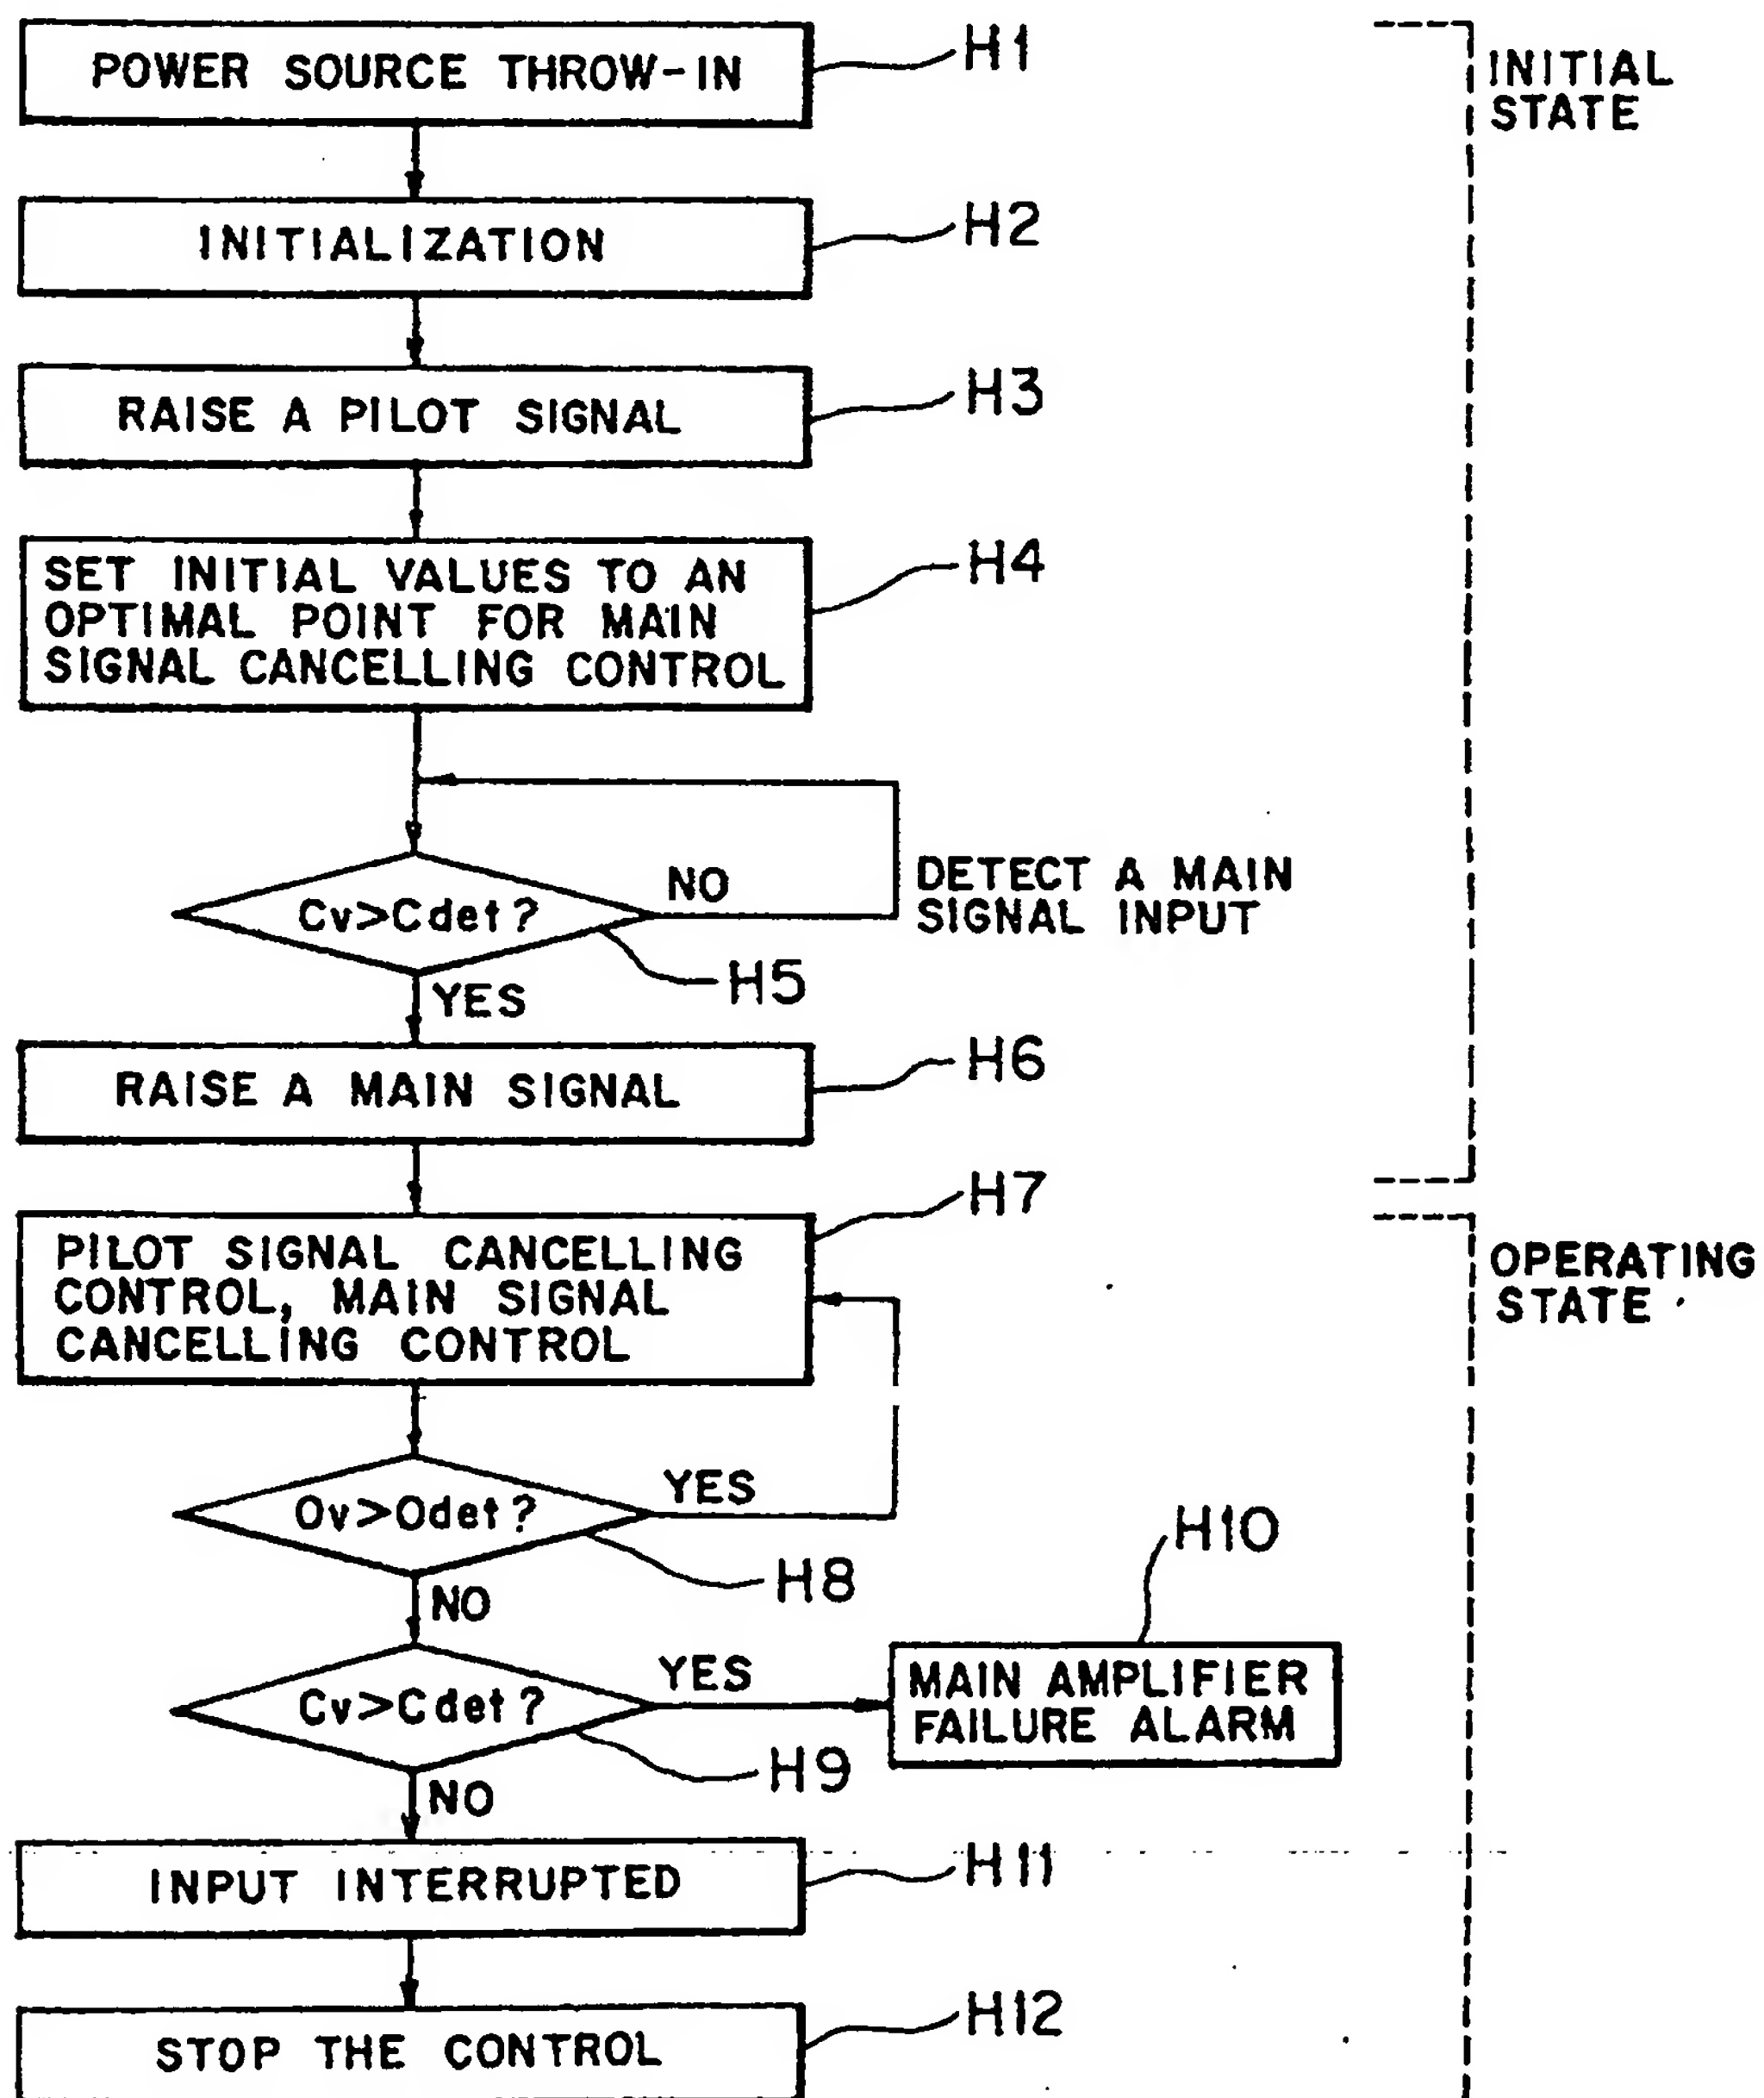 POWER SOURCE THROW-IN
H1
INITIAL
STATE
INITIALIZATION
H2
RAISE A PILOT SIGNAL
H3
SET INITIAL VALUES TO AN
OPTIMAL POINT FOR MAIN
SIGNAL CANCELLING CONTROL
H4
Cv>Cdet?
NO
DETECT A MAIN
SIGNAL INPUT
H5
YES
RAISE A MAIN SIGNAL
H6
H7
PILOT SIGNAL CANCELLING
CONTROL, MAIN SIGNAL
CANCELLING CONTROL
OPERATING
STATE
Ov>Odet?
YES
H8
NO
H10
Cv>Cdet?
YES
MAIN AMPLIFIER
FAILURE ALARM
H9
NO
INPUT INTERRUPTED
H11
STOP THE CONTROL
H12